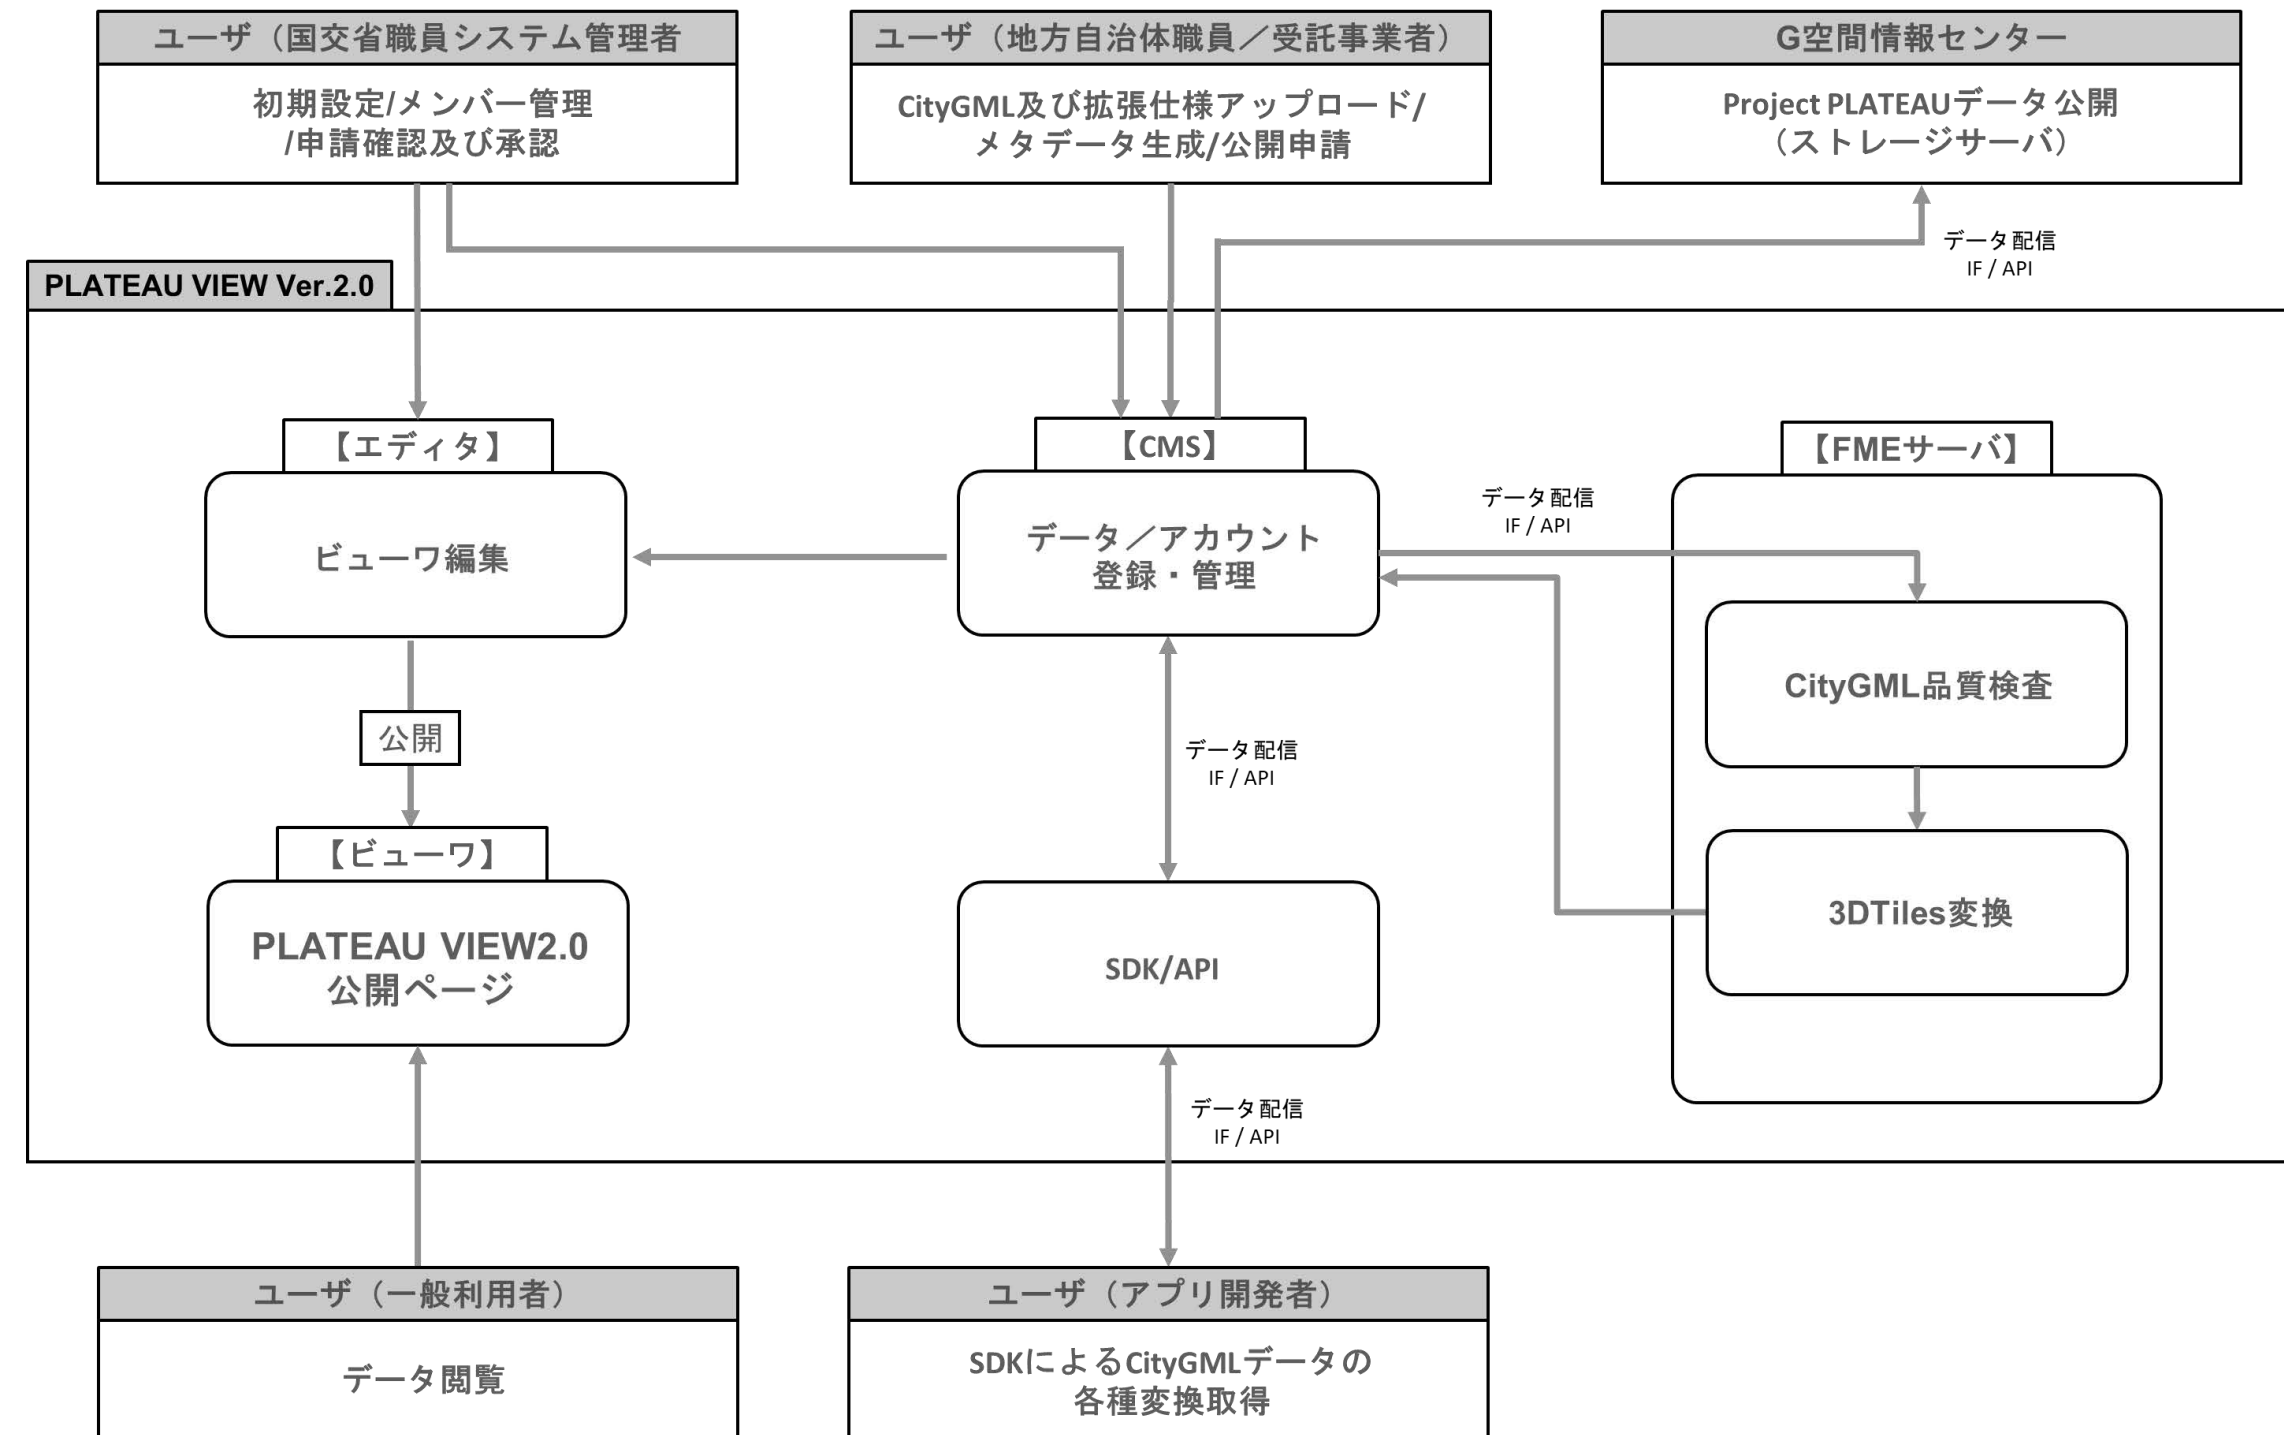 ユーザ（国交省職員システム管理者
初期設定/メンバー管理
/申請確認及び承認
ユーザ（地方自治体職員／受託事業者）
CityGML及び拡張仕様アップロード/
メタデータ生成/公開申請
G空間情報センター
Project PLATEAUデータ公開
（ストレージサーバ）
データ配信
IF / API
PLATEAU VIEW Ver.2.0
【エディタ】
ビューワ編集
【CMS】
データ／アカウント
登録・管理
データ配信
IF / API
【FMEサーバ】
CityGML品質検査
3DTiles変換
公開
データ配信
IF / API
【ビューワ】
PLATEAU VIEW2.0
公開ページ
SDK/API
データ配信
IF / API
ユーザ（一般利用者）
データ閲覧
ユーザ（アプリ開発者）
SDKによるCityGMLデータの
各種変換取得